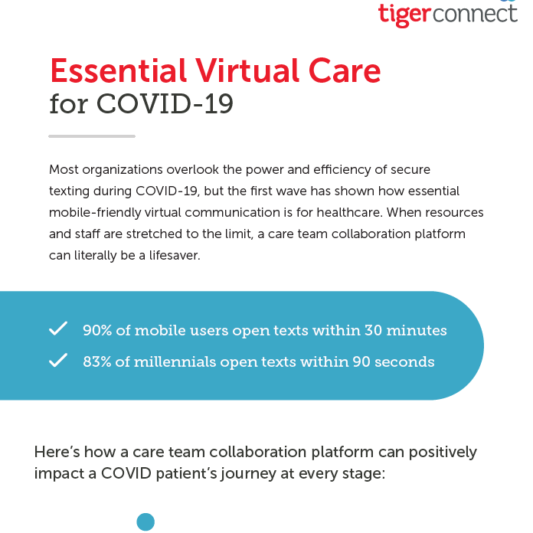 tigerconnect
Essential Virtual Care
for COVID-19
Most organizations overlook the power and efficiency of secure
texting during COVID-19, but the first wave has shown how essential
mobile-friendly virtual communication is for healthcare. When resources
and staff are stretched to the limit, a care team collaboration platform
can literally be a lifesaver.
90% of mobile users open texts within 30 minutes
83% of millennials open texts within 90 seconds
Here’s how a care team collaboration platform can positively
impact a COVID patient’s journey at every stage: